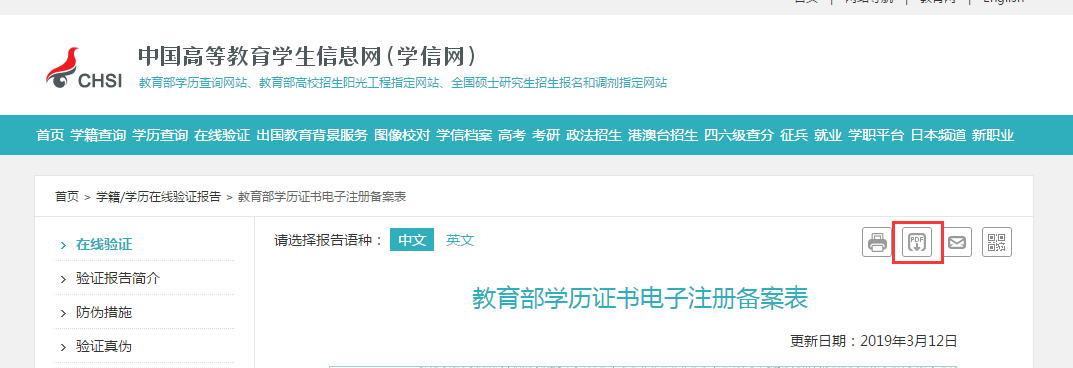 首页 | 网站导航 | 教育网 | English
中国高等教育学生信息网(学信网)
CHSI
教育部学历查询网站、教育部高校招生阳光工程指定网站、全国硕士研究生招生报名和调剂指定网站
首页 学籍查询 学历查询 在线验证 出国教育背景服务 图像校对 学信档案 高考 考研 政法招生 港澳台招生 四六级查分 征兵 就业 学职平台 日本频道 新职业
首页 > 学籍/学历在线验证报告 > 教育部学历证书电子注册备案表
在线验证
验证报告简介
防伪措施
验证真伪
请选择报告语种： 中文 英文
PDF
教育部学历证书电子注册备案表
更新日期：2019年3月12日